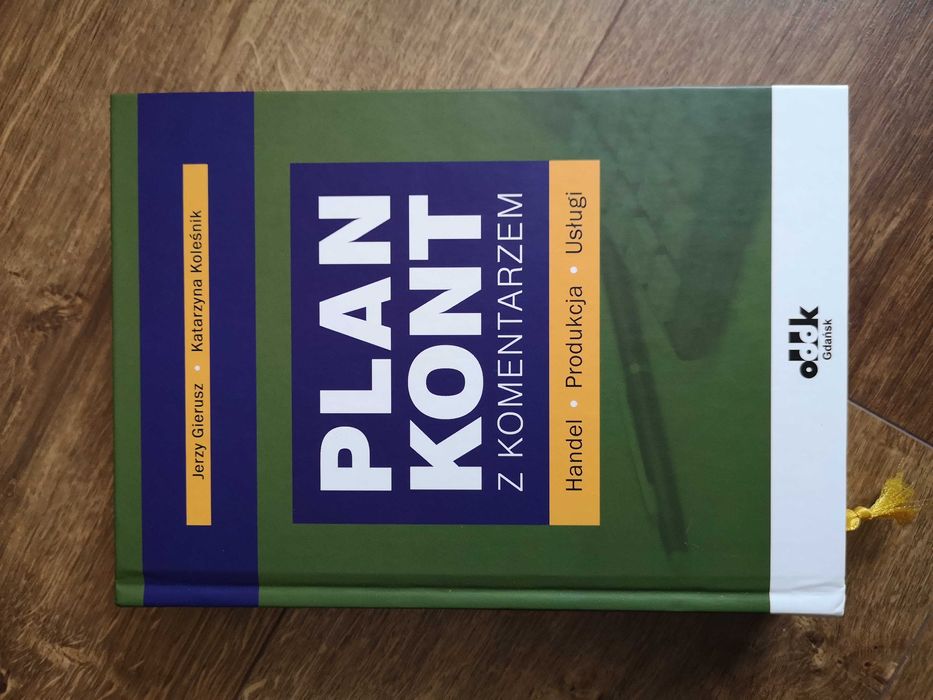 Jerzy Gierusz • Katarzyna Koleśnik
PLAN
KONT
Z KOMENTARZEM
Handel • Produkcja • Usługi
oddk
Gdańsk